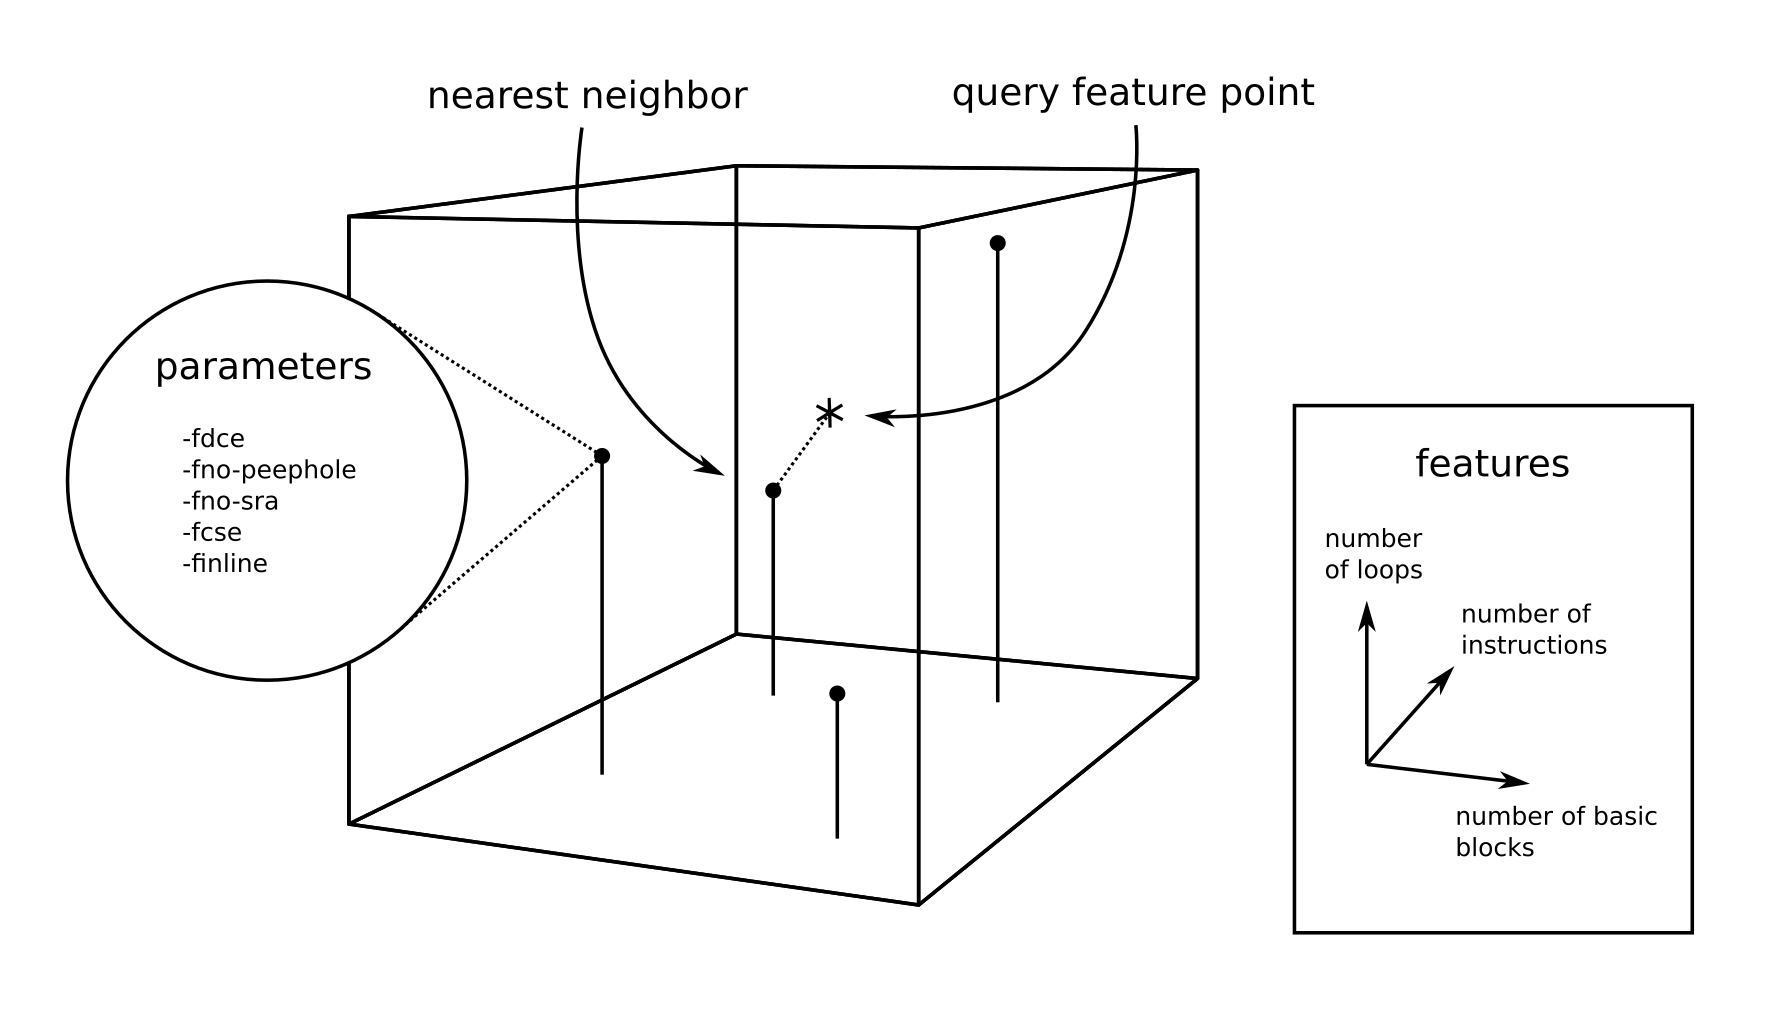 nearest neighbor
query feature point
parameters
-fdce
-fno-peephole
-fno-sra
-fcse
-finline
*
features
number
of loops
number of
instructions
number of basic
blocks